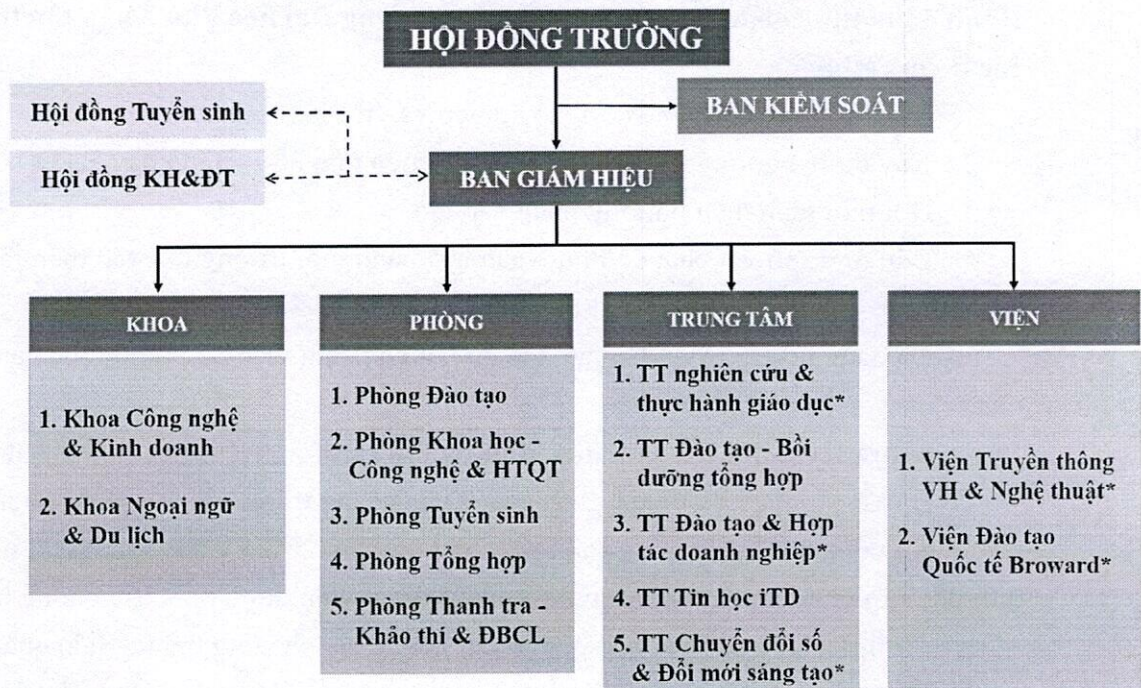 HỘI ĐỒNG TRƯỜNG
BAN KIỂM SOÁT
Hội đồng Tuyển sinh
Hội đồng KH&ĐT
BAN GIÁM HIỆU
KHOA
1. Khoa Công nghệ
& Kinh doanh
2. Khoa Ngoại ngữ
& Du lịch
PHÒNG
1. Phòng Đào tạo
2. Phòng Khoa học -
Công nghệ & HTQT
3. Phòng Tuyển sinh
4. Phòng Tổng hợp
5. Phòng Thanh tra -
Khảo thí & ĐBCL
TRUNG TÂM
1. TT nghiên cứu &
thực hành giáo dục*
2. TT Đào tạo - Bồi
dưỡng tổng hợp
3. TT Đào tạo & Hợp
tác doanh nghiệp*
4. TT Tin học iTD
5. TT Chuyển đổi số
& Đổi mới sáng tạo*
VIỆN
1. Viện Truyền thông
VH & Nghệ thuật*
2. Viện Đào tạo
Quốc tế Broward*